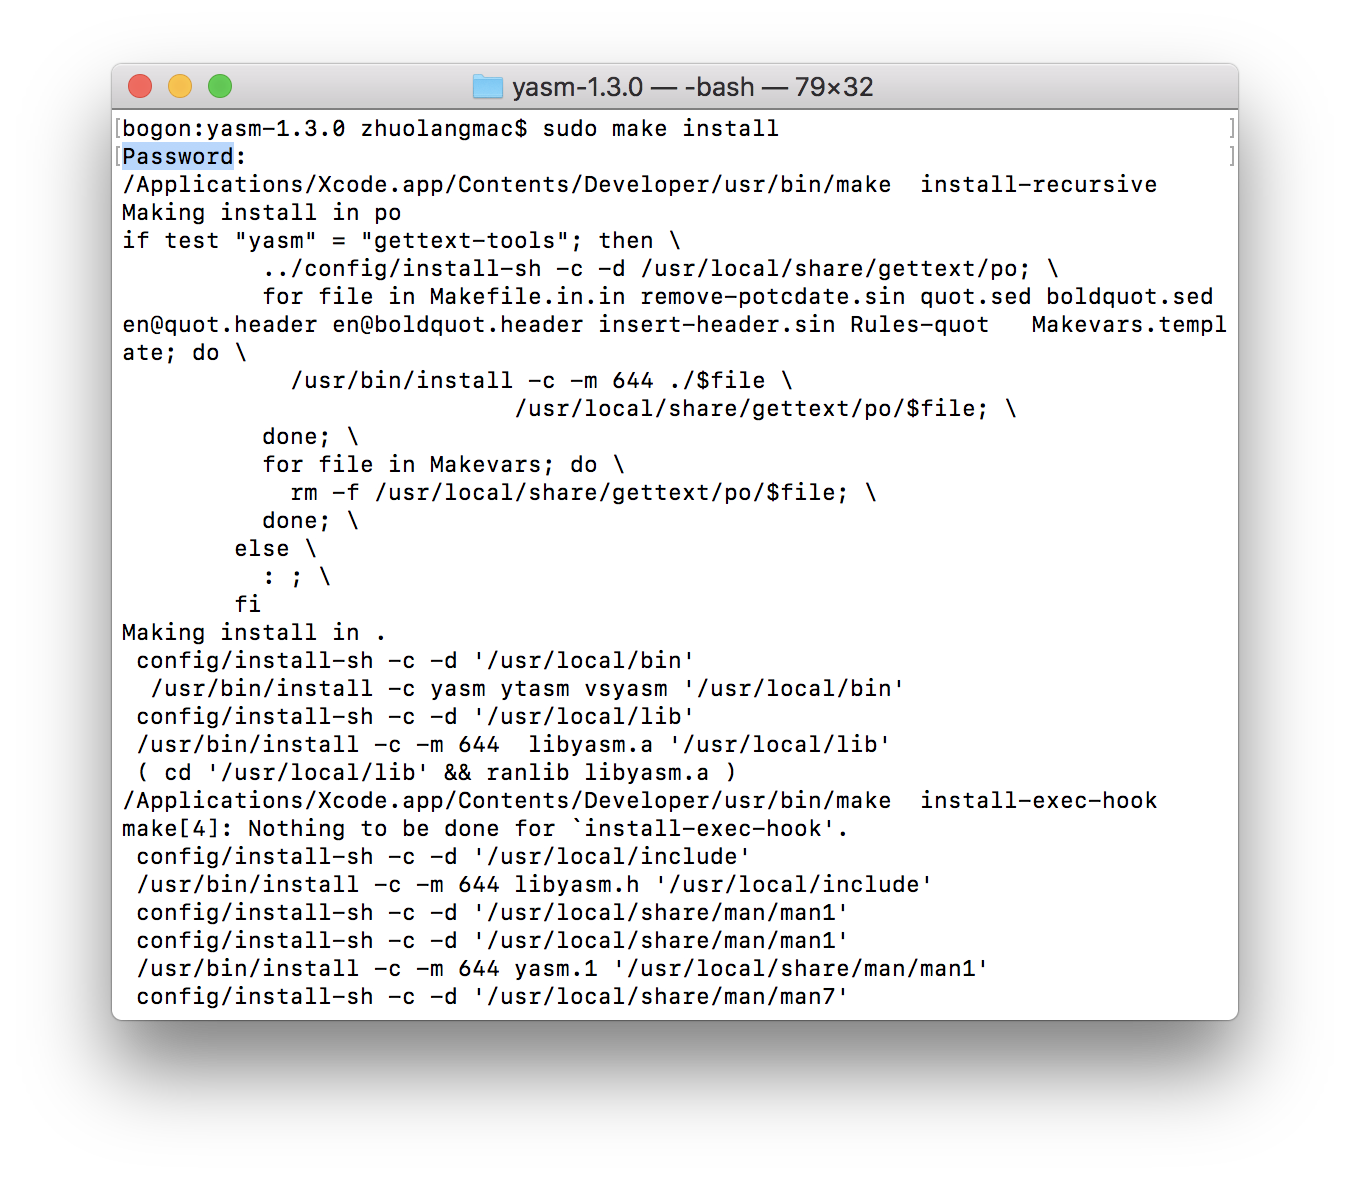 yasm-1.3.0 — -bash — 79×32
bogon:yasm-1.3.0 zhuolangmac$ sudo make install
Password:
/Applications/Xcode.app/Contents/Developer/usr/bin/make  install-recursive
Making install in po
if test "yasm" = "gettext-tools"; then \
          ../config/install-sh -c -d /usr/local/share/gettext/po; \
          for file in Makefile.in.in remove-potcdate.sin quot.sed boldquot.sed
en@quot.header en@boldquot.header insert-header.sin Rules-quot   Makevars.templ
ate; do \
            /usr/bin/install -c -m 644 ./$file \
                            /usr/local/share/gettext/po/$file; \
          done; \
          for file in Makevars; do \
            rm -f /usr/local/share/gettext/po/$file; \
          done; \
        else \
          : ; \
        fi
Making install in .
 config/install-sh -c -d '/usr/local/bin'
  /usr/bin/install -c yasm ytasm vsyasm '/usr/local/bin'
 config/install-sh -c -d '/usr/local/lib'
 /usr/bin/install -c -m 644  libyasm.a '/usr/local/lib'
 ( cd '/usr/local/lib' && ranlib libyasm.a )
/Applications/Xcode.app/Contents/Developer/usr/bin/make  install-exec-hook
make[4]: Nothing to be done for `install-exec-hook'.
 config/install-sh -c -d '/usr/local/include'
 /usr/bin/install -c -m 644 libyasm.h '/usr/local/include'
 config/install-sh -c -d '/usr/local/share/man/man1'
 config/install-sh -c -d '/usr/local/share/man/man1'
 /usr/bin/install -c -m 644 yasm.1 '/usr/local/share/man/man1'
 config/install-sh -c -d '/usr/local/share/man/man7'